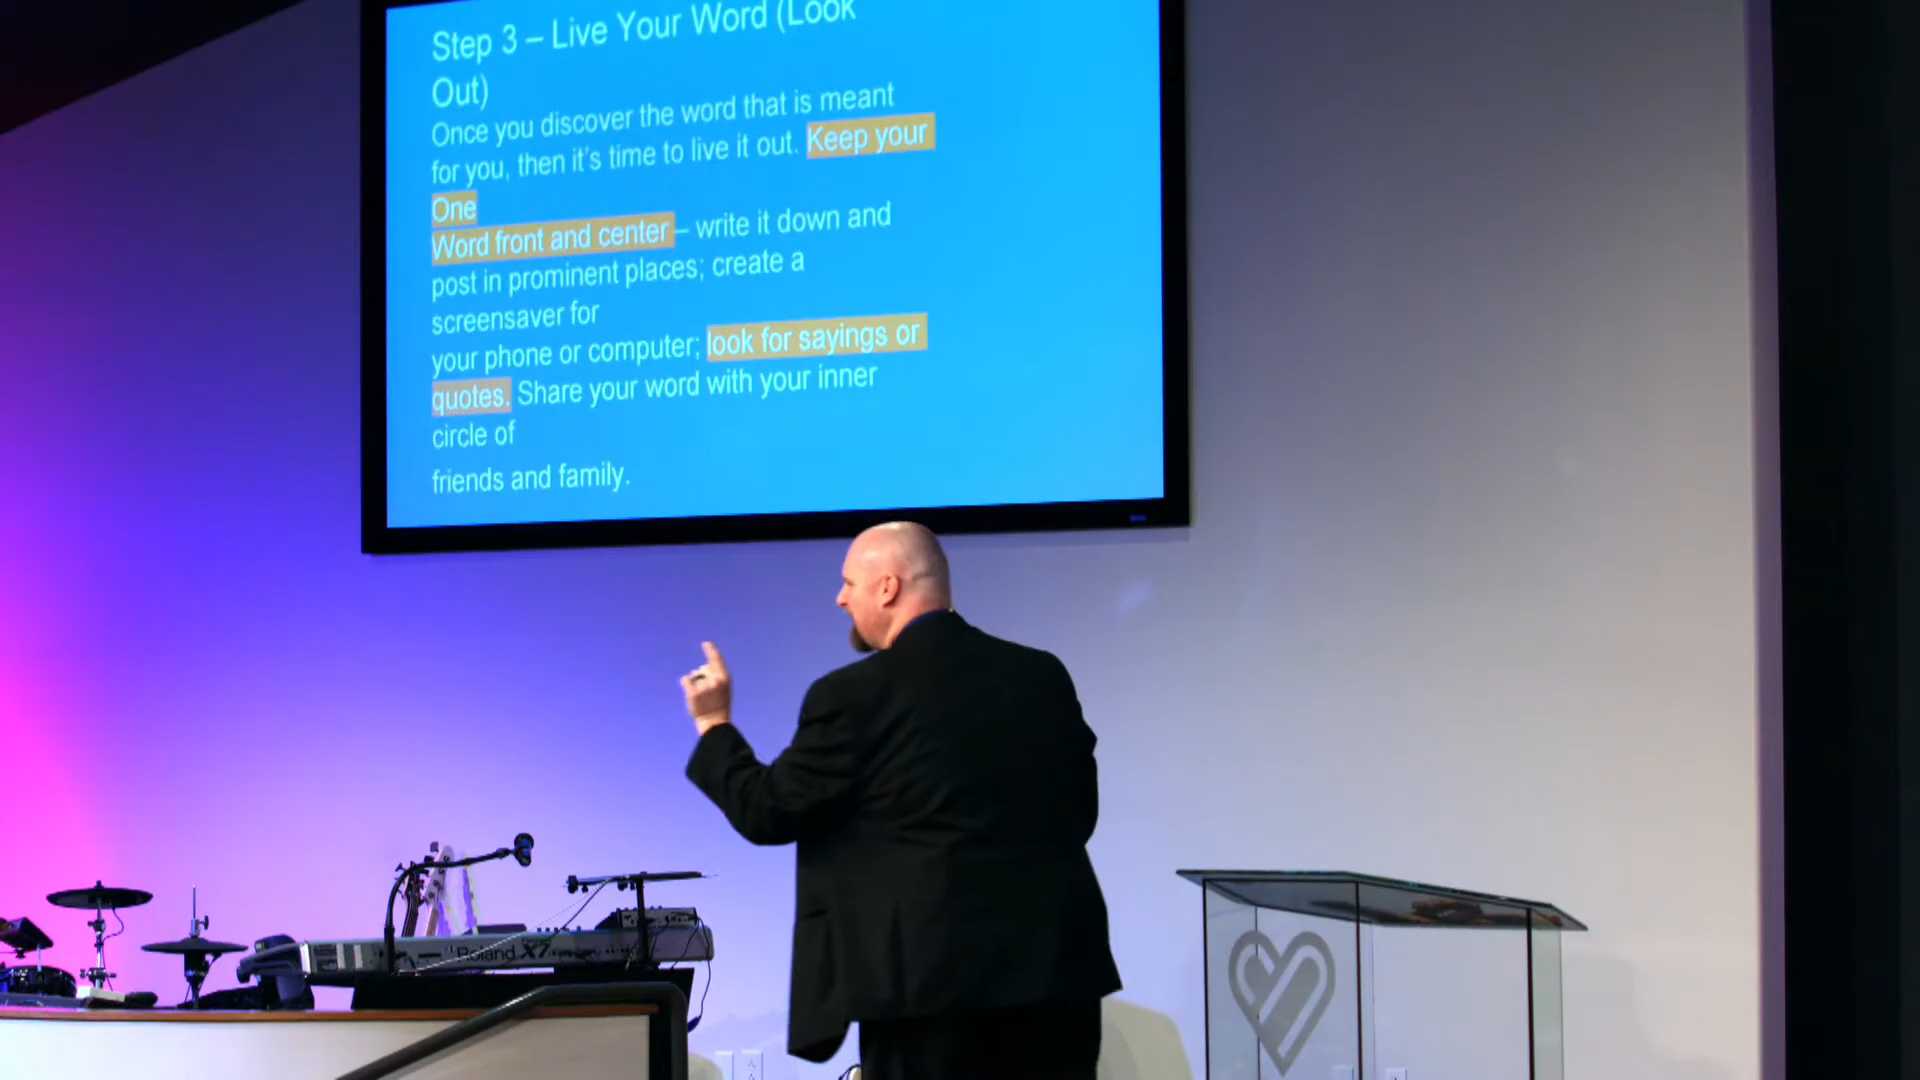 Step 3 – Live Your Word (Look
Out)
Once you discover the word that is meant
for you, then it's time to live it out. Keep your
One
Word front and center – write it down and
post in prominent places; create a
screensaver for
your phone or computer; look for sayings or
quotes. Share your word with your inner
circle of
friends and family.
Roland X7